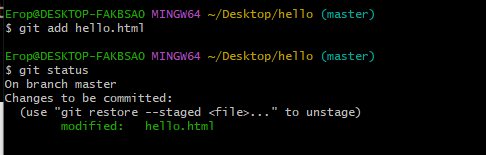 Erop@DESKTOP-FAKBSAO MINGW64 ~/Desktop/hello (master)
$ git add hello.html
Erop@DESKTOP-FAKBSAO MINGW64 ~/Desktop/hello (master)
$ git status
On branch master
Changes to be committed:
  (use "git restore --staged <file>..." to unstage)
        modified:   hello.html